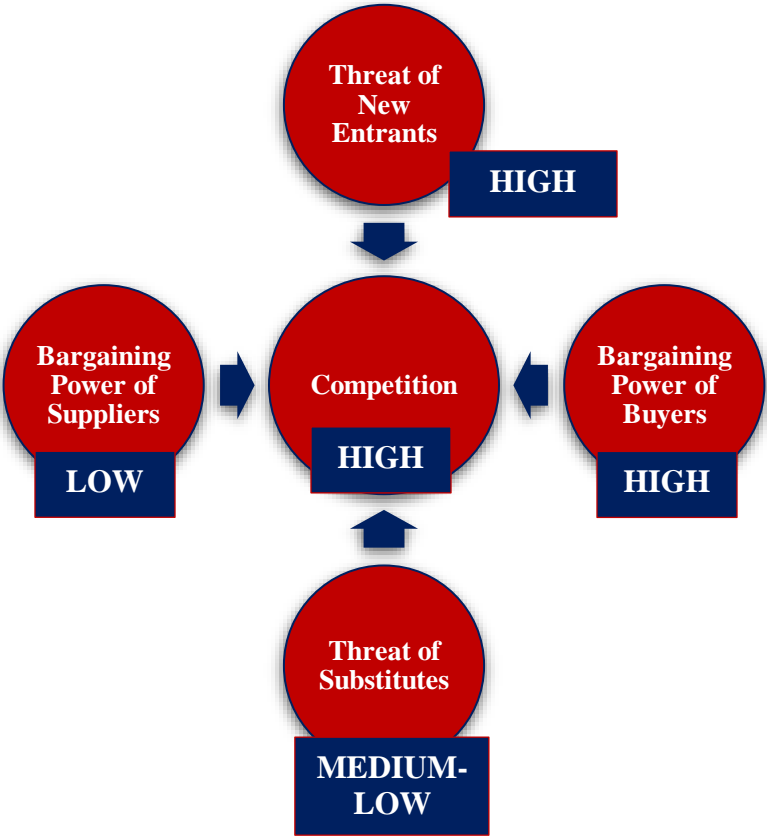 Threat of
New
Entrants
HIGH
Bargaining
Power of
Suppliers
LOW
Competition
HIGH
Bargaining
Power of
Buyers
HIGH
Threat of
Substitutes
MEDIUM-
LOW